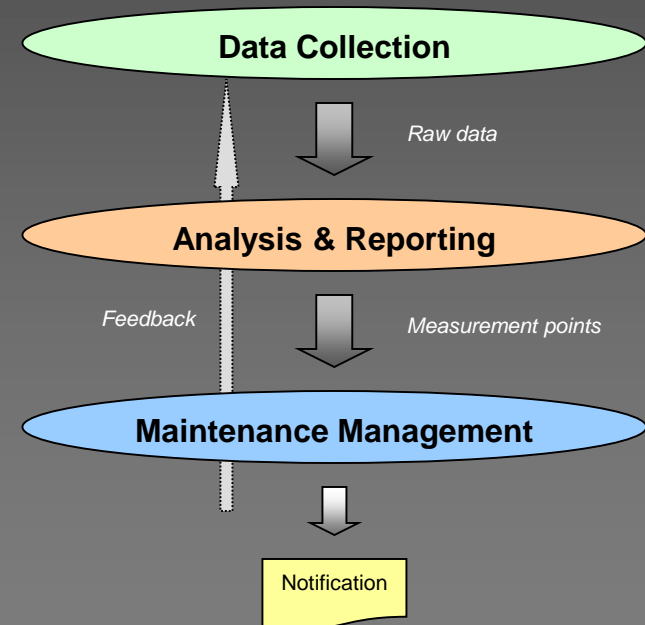 Data Collection
Raw data
Analysis & Reporting
Feedback
Measurement points
Maintenance Management
Notification